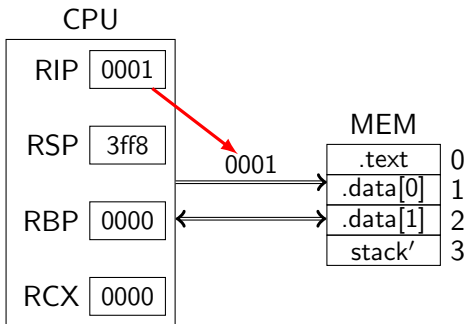 CPU
RIP 0001
RSP 3ff8
RBP 0000
RCX 0000
0001
MEM
.text 0
.data[0] 1
.data[1] 2
stack′ 3